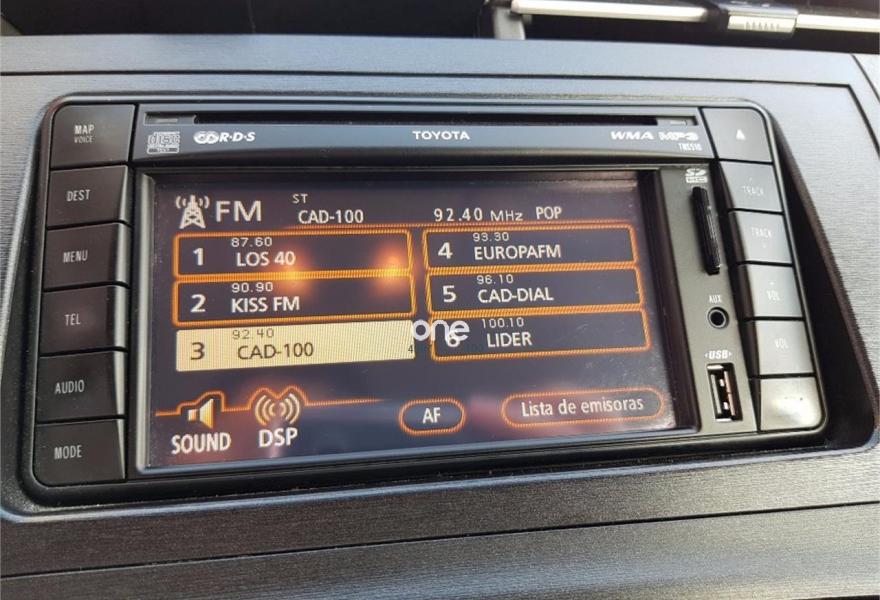 MAP
VOICE
DEST
MENU
TEL
AUDIO
MODE
disc
R·D·S
TOYOTA
WMA MP3
TNS510
FM
ST
CAD-100
92.40 MHz POP
1 87.60
LOS 40
2 90.90
KISS FM
3 92.40
CAD-100
4 93.30
EUROPAFM
5 96.10
CAD-DIAL
6 100.10
LIDER
one
SOUND
DSP
AF
Lista de emisoras
SD
TRACK
TRACK
VOL
VOL
AUX
USB